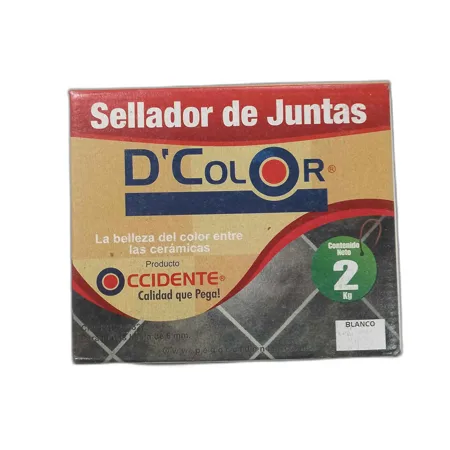 Sellador de Juntas
D'COLOR®
La belleza del color entre
las cerámicas
Producto
OCCIDENTE®
Calidad que Pega!
Contenido
Neto
2
Kg
BLANCO